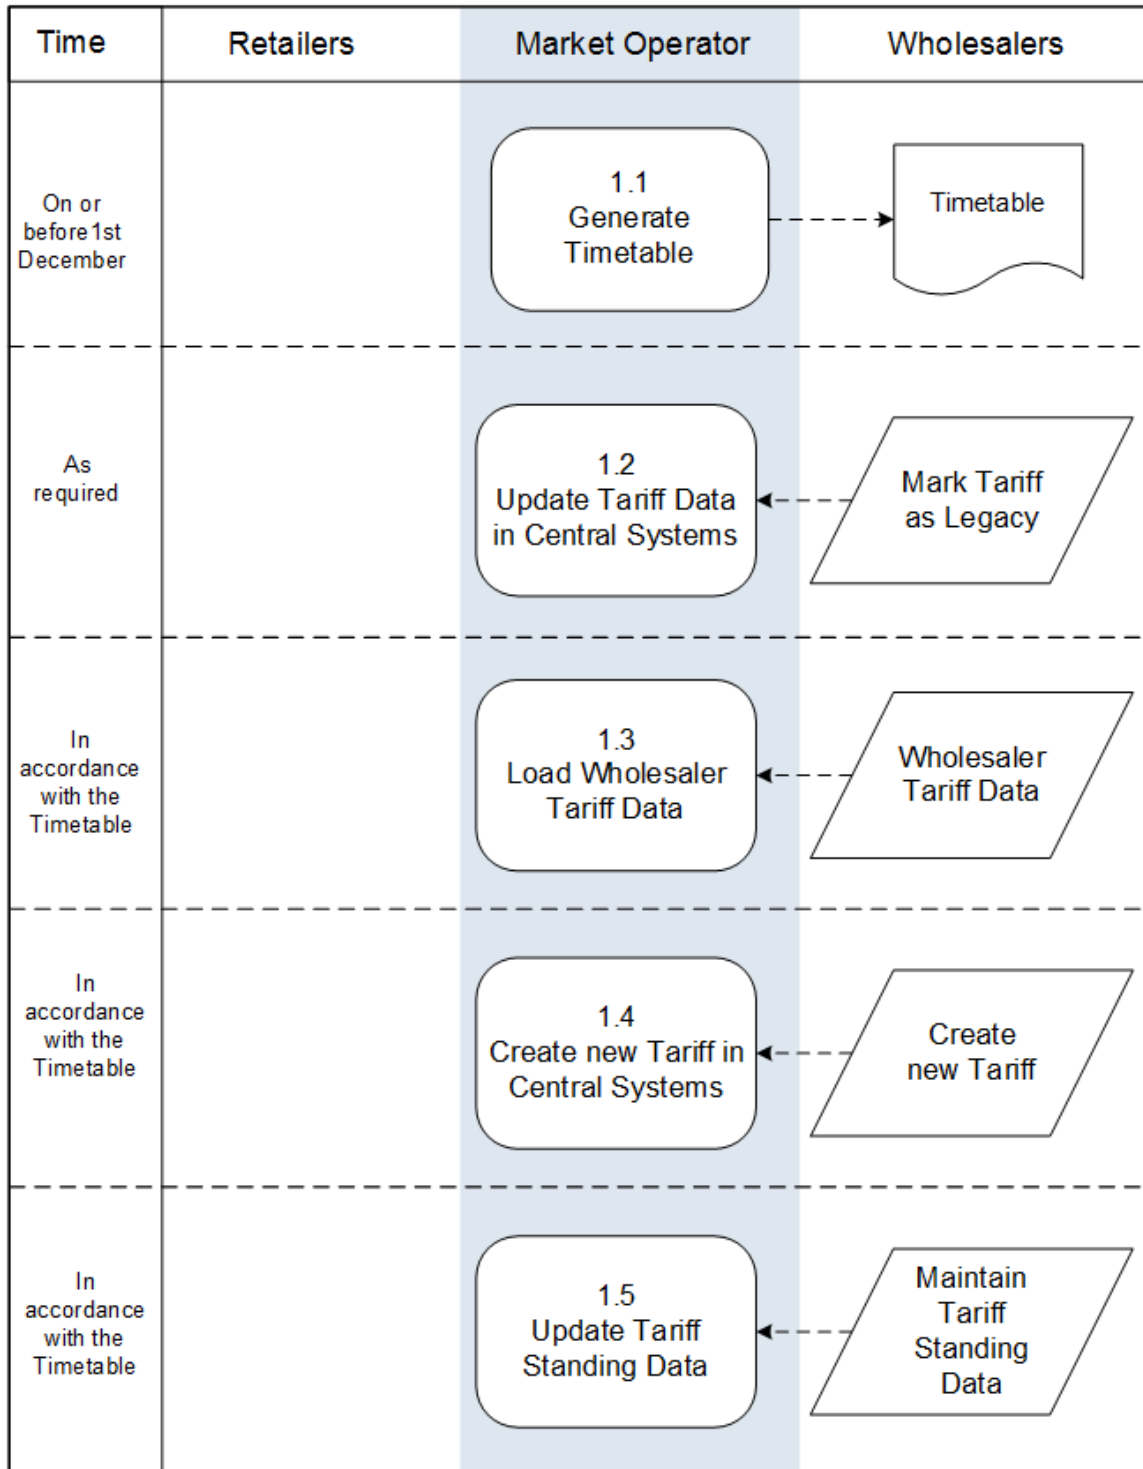 Time
Retailers
Market Operator
Wholesalers
On or
before1st
December
1.1
Generate
Timetable
Timetable
As
required
1.2
Update Tariff Data
in Central Systems
Mark Tariff
as Legacy
In
accordance
with the
Timetable
1.3
Load Wholesaler
Tariff Data
Wholesaler
Tariff Data
In
accordance
with the
Timetable
1.4
Create new Tariff in
Central Systems
Create
new Tariff
In
accordance
with the
Timetable
1.5
Update Tariff
Standing Data
Maintain
Tariff
Standing
Data